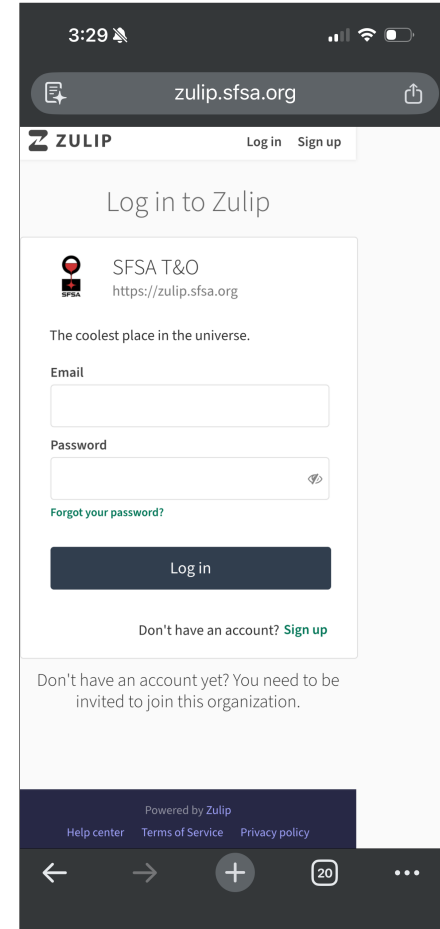 3:29
zulip.sfsa.org
ZULIP
Log in Sign up
Log in to Zulip
SFSA
SFSA T&O
https://zulip.sfsa.org
The coolest place in the universe.
Email
Password
Forgot your password?
Log in
Don't have an account? Sign up
Don't have an account yet? You need to be
invited to join this organization.
Powered by Zulip
Help center Terms of Service Privacy policy
20